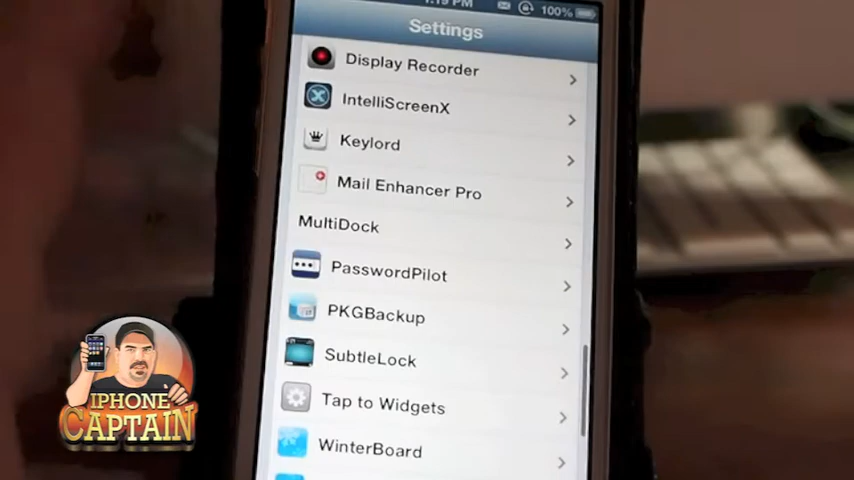 100%
Settings
Display Recorder
IntelliScreenX
Keylord
Mail Enhancer Pro
MultiDock
PasswordPilot
PKGBackup
SubtleLock
Tap to Widgets
WinterBoard
IPHONE
CAPTAIN